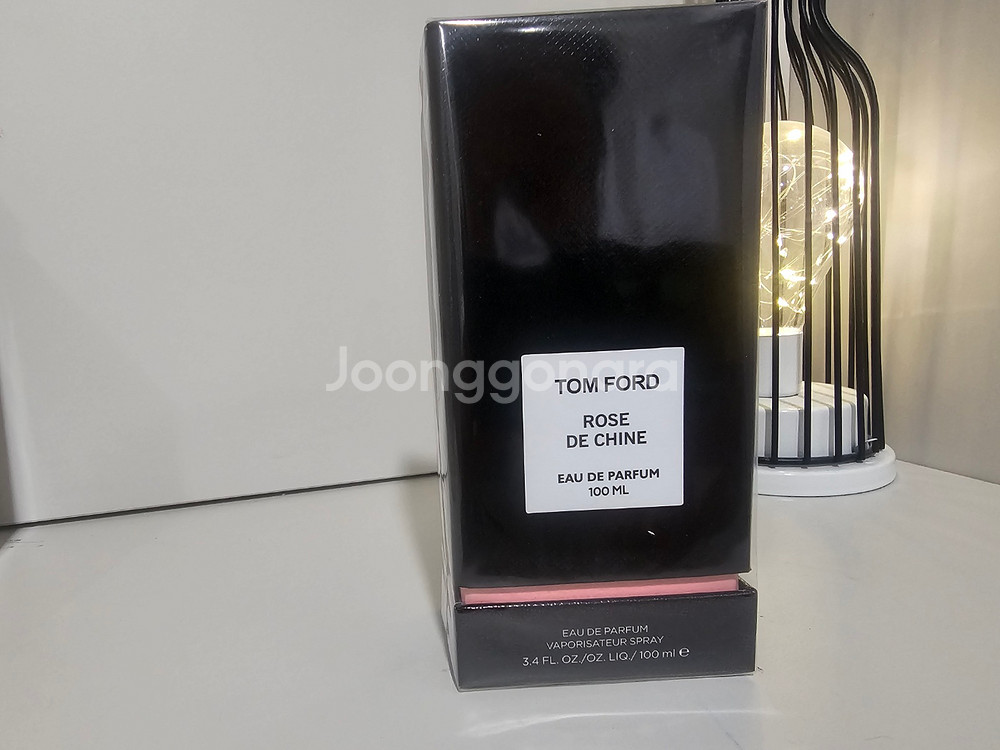 Joonggonara
TOM FORD
ROSE
DE CHINE
EAU DE PARFUM
100 ML
EAU DE PARFUM
VAPORISATEUR SPRAY
3.4 FL. OZ./OZ. LIQ./ 100 ml ℮